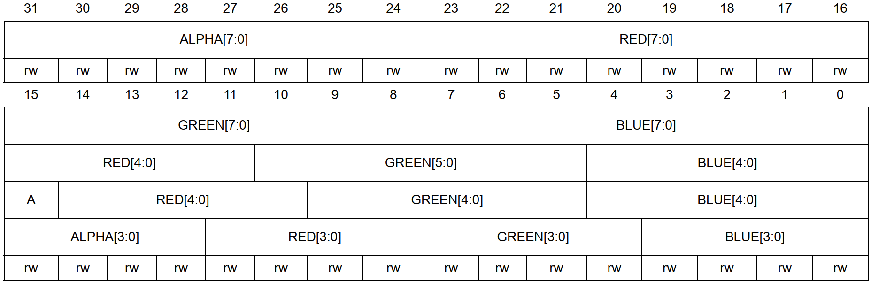 31 30 29 28 27 26 25 24 23 22 21 20 19 18 17 16
ALPHA[7:0] RED[7:0]
rw rw rw rw rw rw rw rw rw rw rw rw rw rw rw rw
15 14 13 12 11 10 9 8 7 6 5 4 3 2 1 0
GREEN[7:0] BLUE[7:0]
RED[4:0] GREEN[5:0] BLUE[4:0]
A RED[4:0] GREEN[4:0] BLUE[4:0]
ALPHA[3:0] RED[3:0] GREEN[3:0] BLUE[3:0]
rw rw rw rw rw rw rw rw rw rw rw rw rw rw rw rw